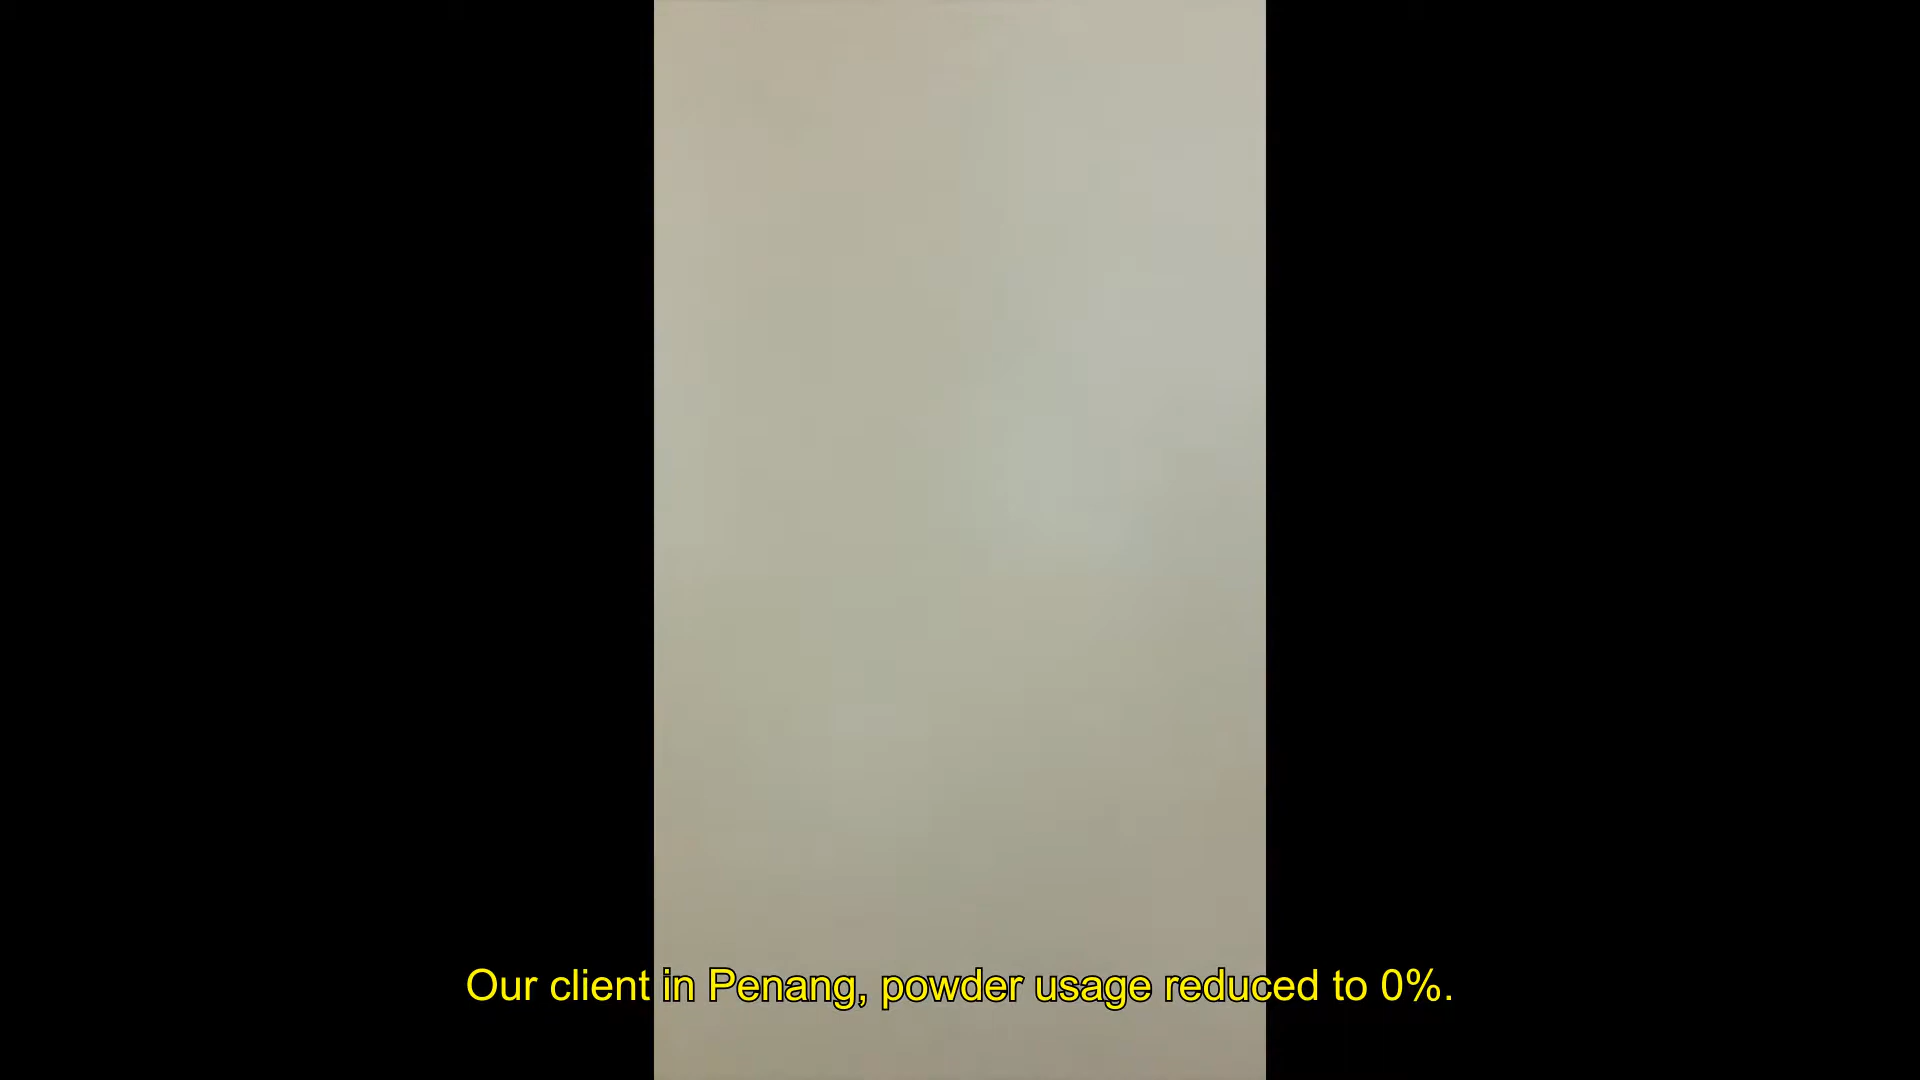 Our client in Penang, powder usage reduced to 0%.